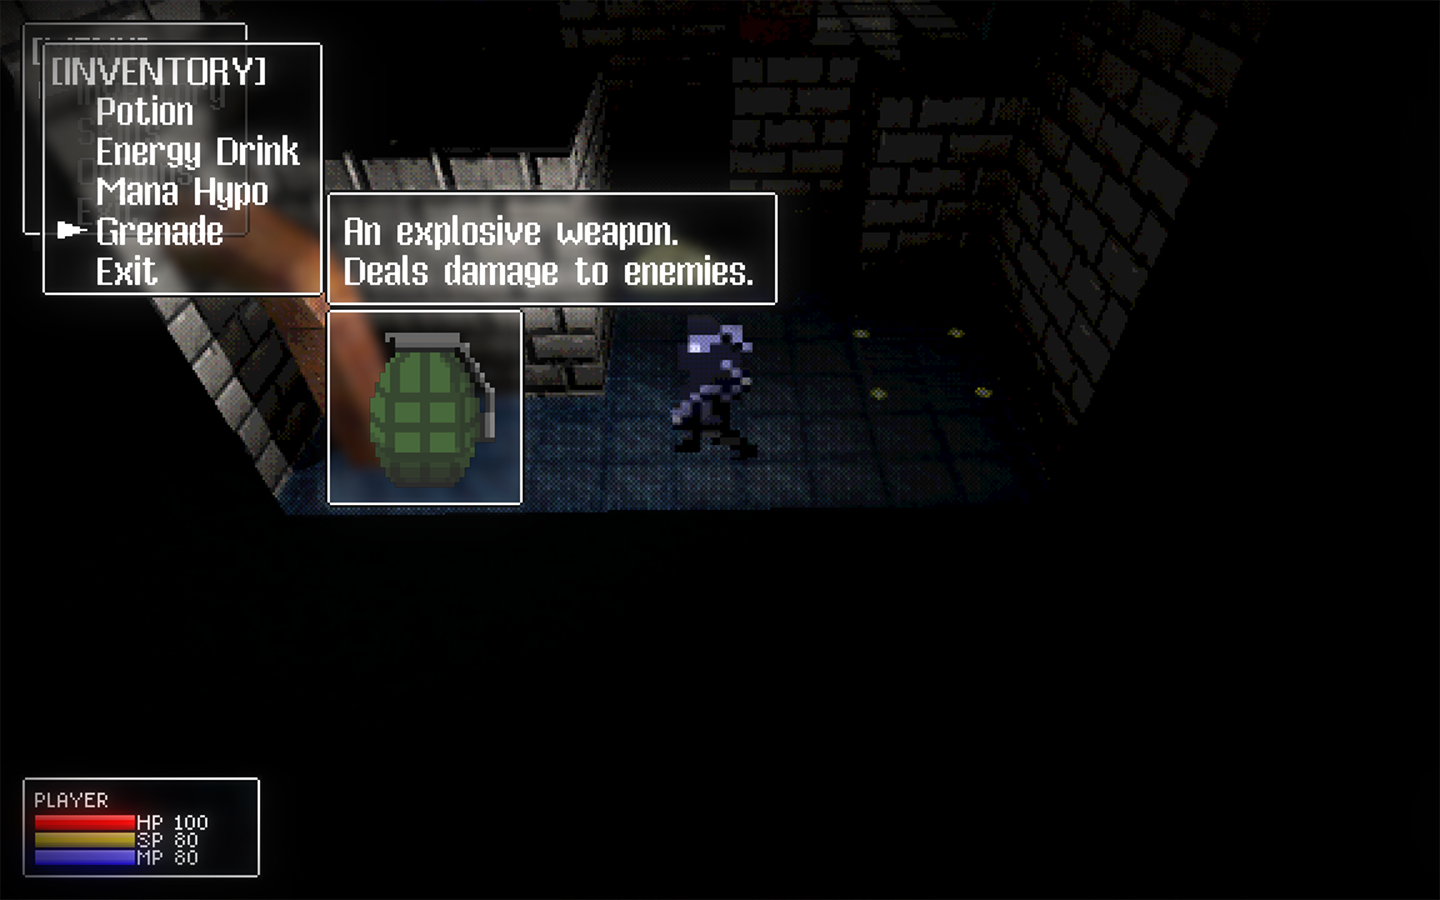 [INVENTORY]
Potion
Energy Drink
Mana Hypo
Grenade
Exit
An explosive weapon.
Deals damage to enemies.
PLAYER
HP 100
SP 80
MP 80